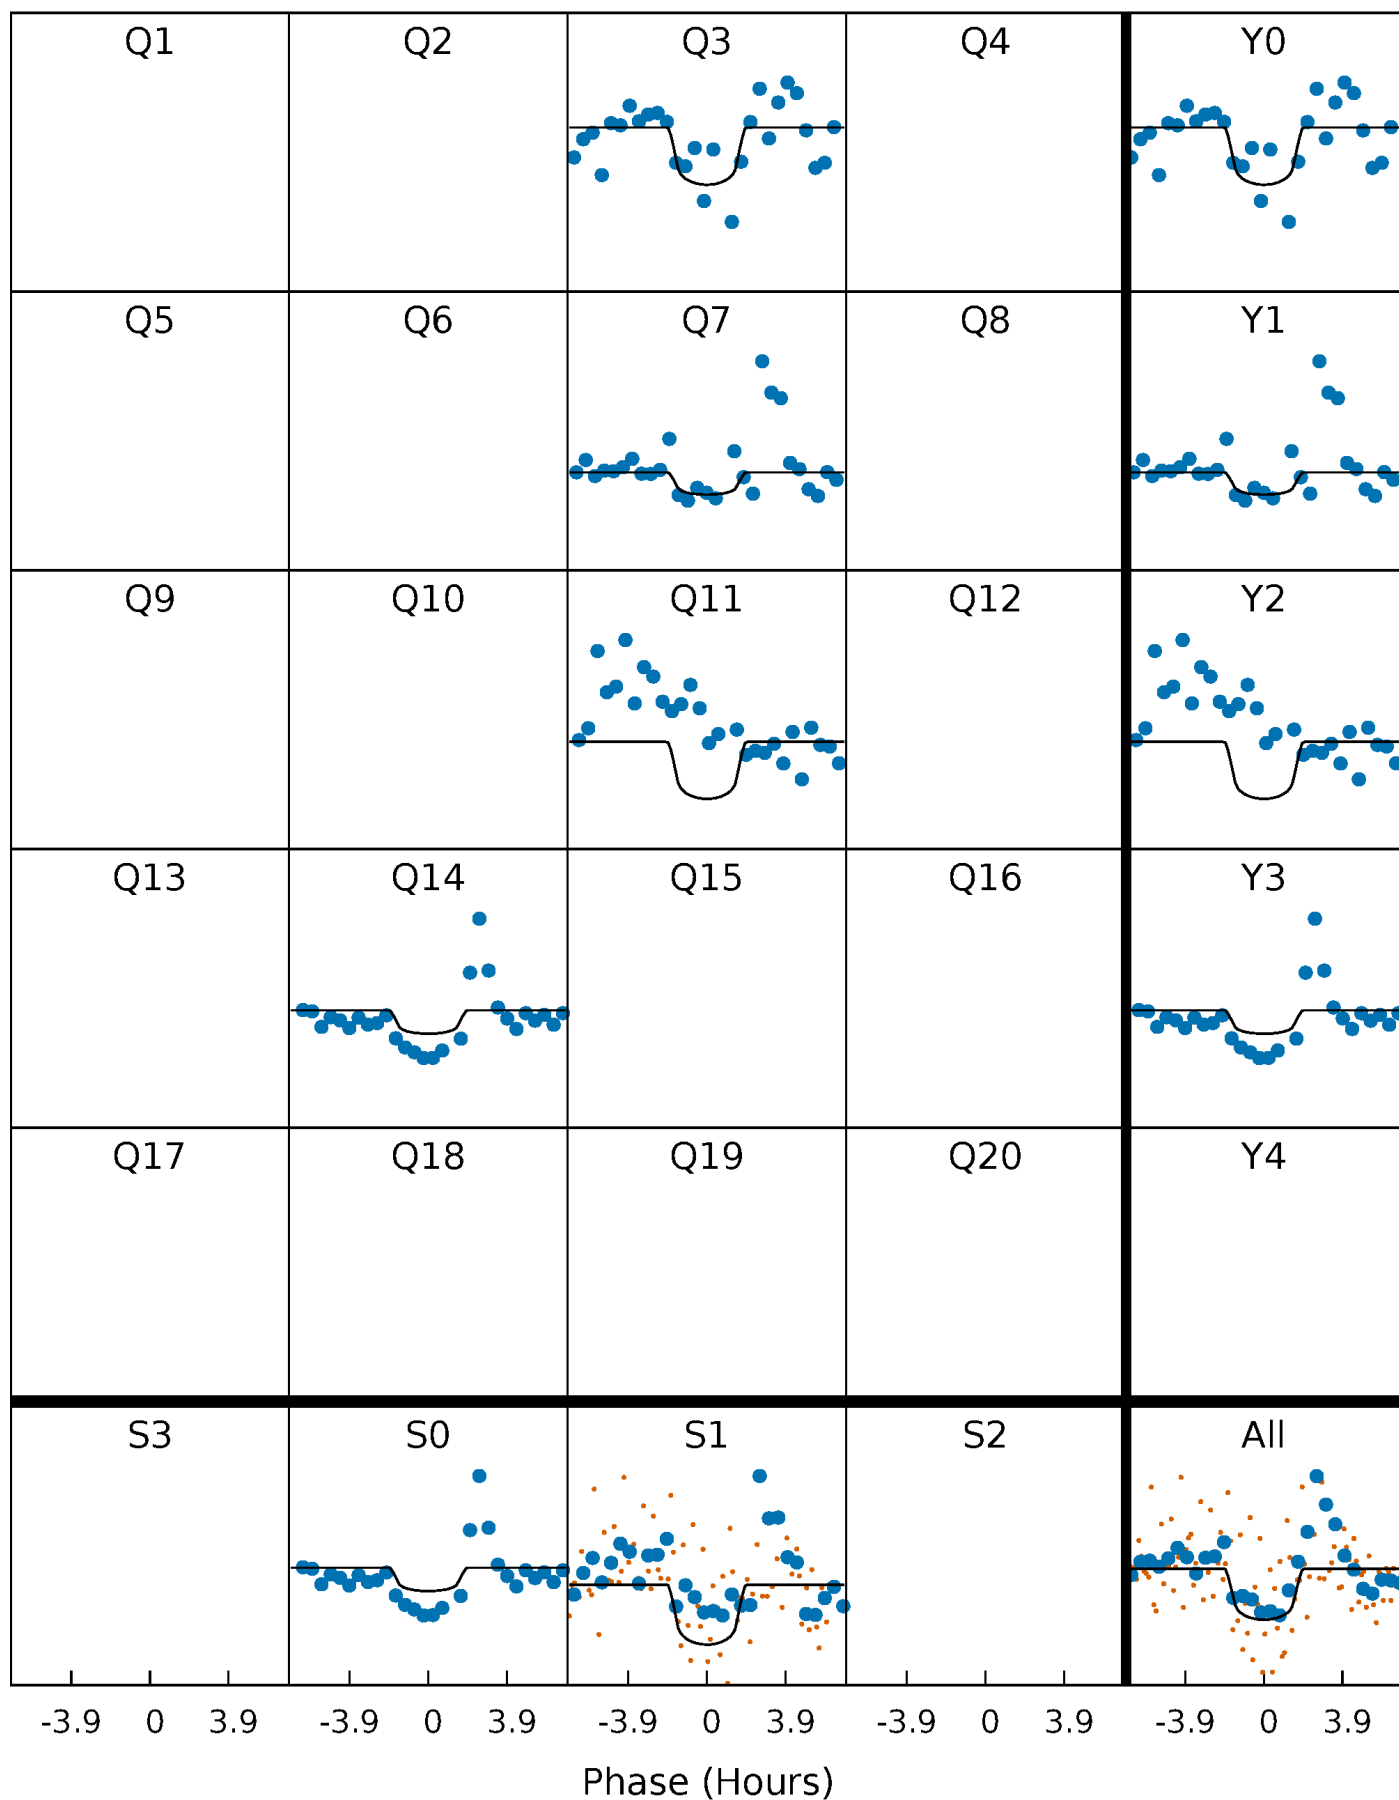 Q1 Q2 Q3 Q4 Y0
Q5 Q6 Q7 Q8 Y1
Q9 Q10 Q11 Q12 Y2
Q13 Q14 Q15 Q16 Y3
Q17 Q18 Q19 Q20 Y4
S3 S0 S1 S2 All
-3.9 0 3.9 -3.9 0 3.9 -3.9 0 3.9 -3.9 0 3.9 -3.9 0 3.9
Phase (Hours)